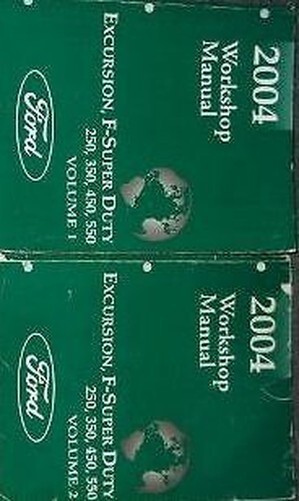 2004
Workshop
Manual
EXCURSION, F-SUPER DUTY
250, 350, 450, 550
VOLUME 1
Ford
2004
Workshop
Manual
EXCURSION, F-SUPER DUTY
250, 350, 450, 550
VOLUME 2
Ford